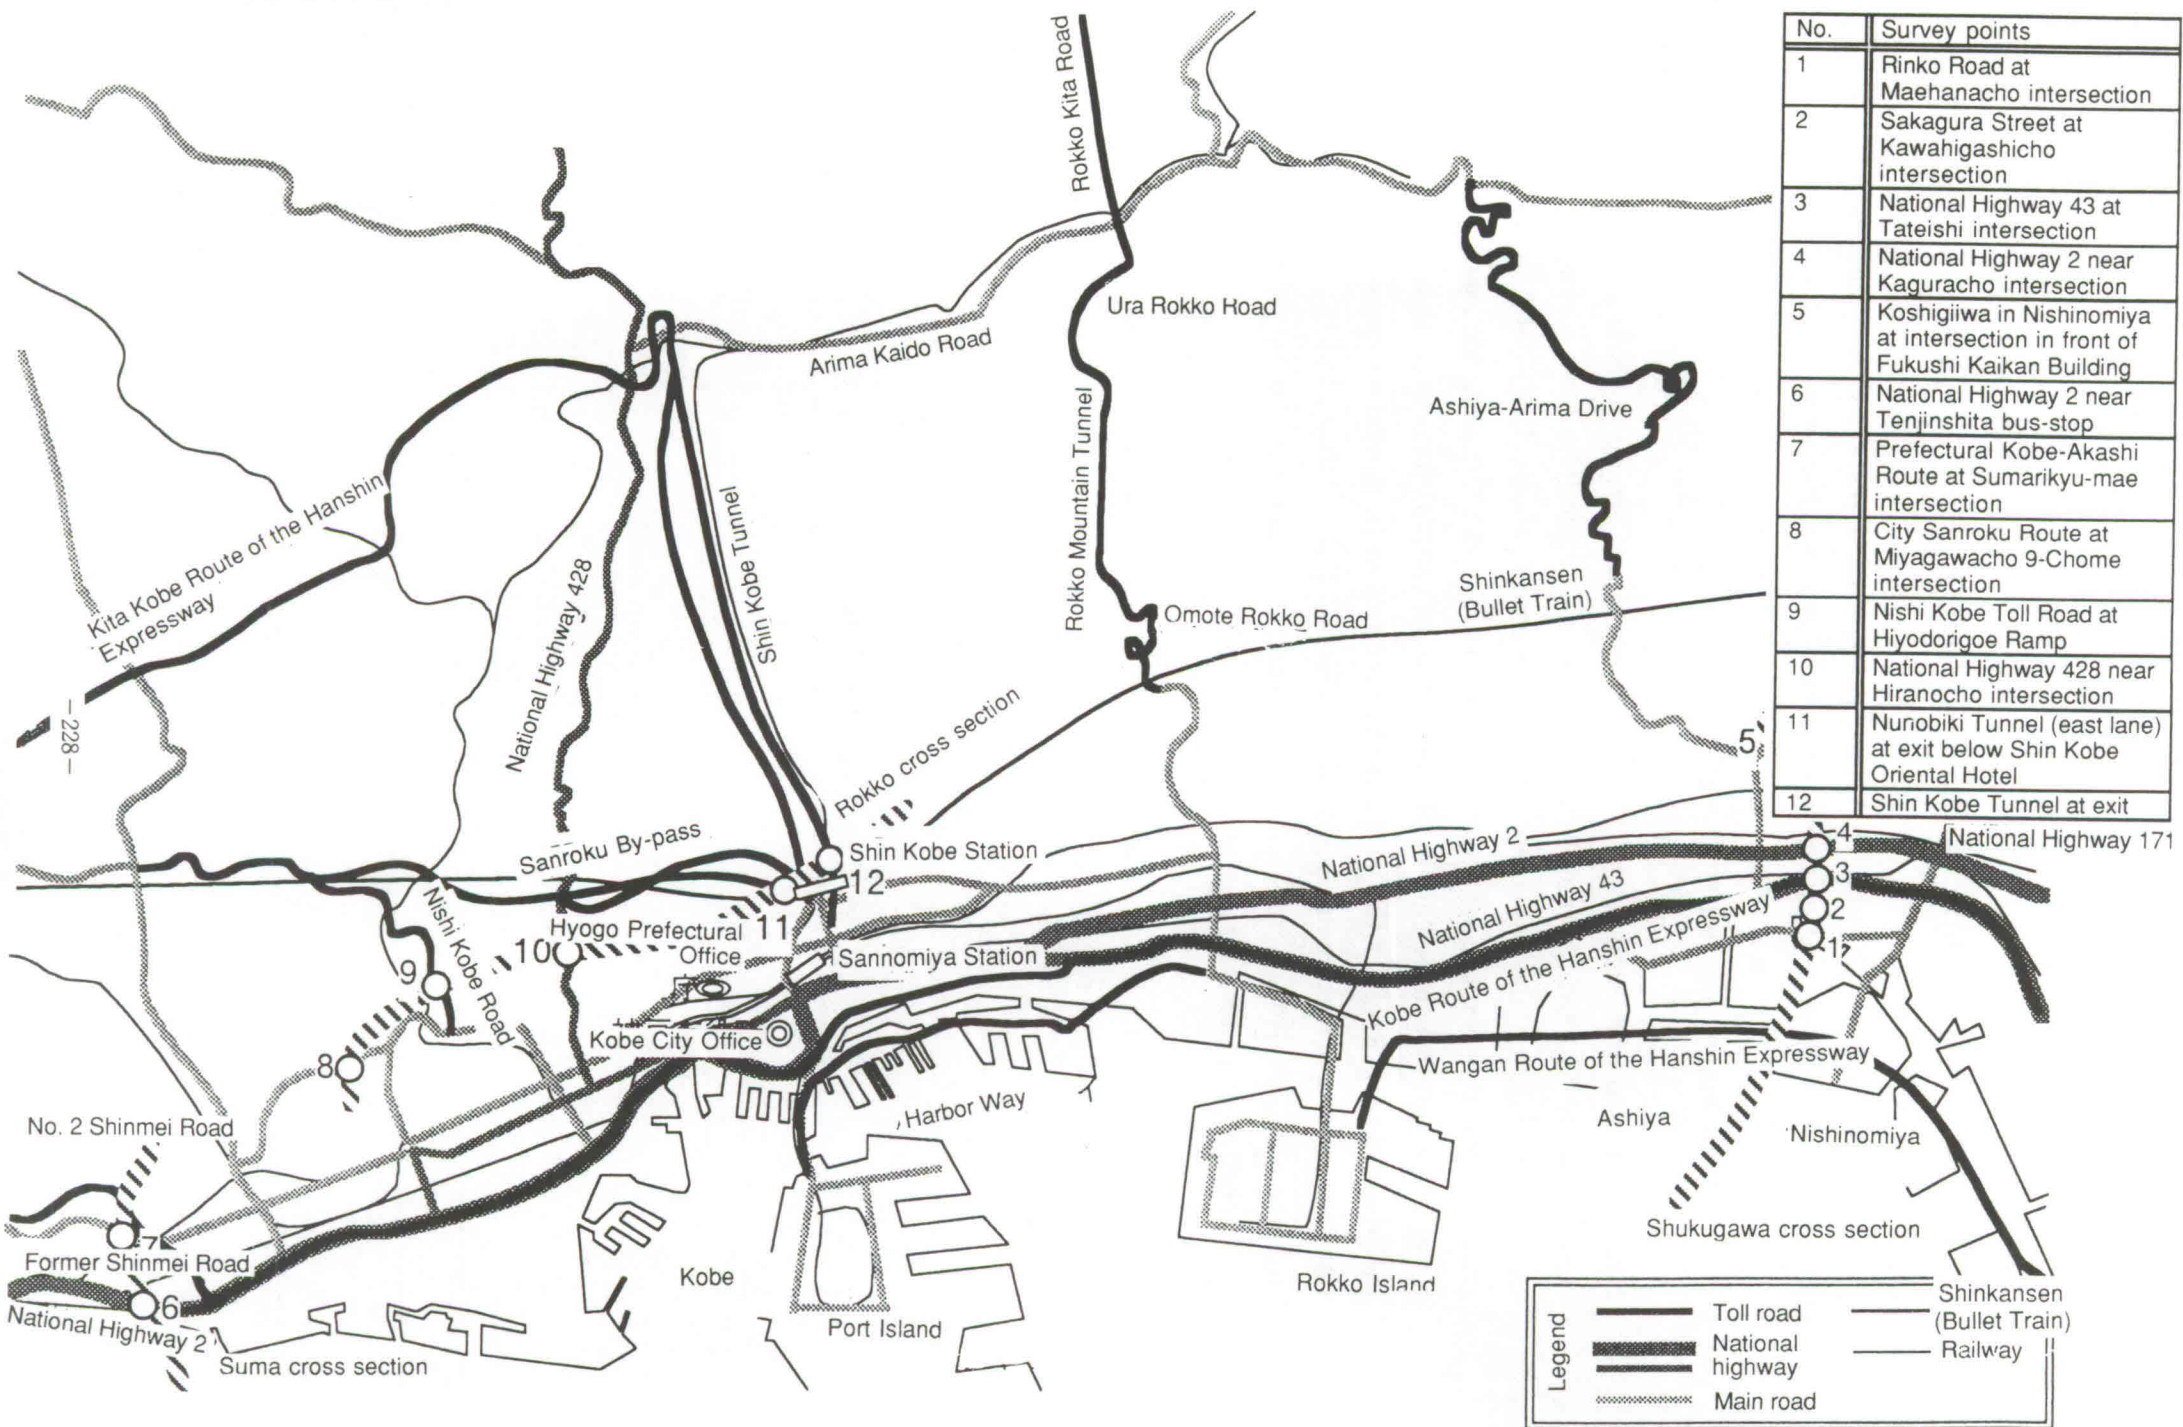 Rokko Kita Road
Ura Rokko Road
Arima Kaido Road
Rokko Mountain Tunnel
Ashiya-Arima Drive
Kita Kobe Route of the Hanshin
Expressway
National Highway 428
Shin Kobe Tunnel
Shinkansen
(Bullet Train)
Omote Rokko Road
–228–
Rokko cross section
5
Sanroku By-pass
Shin Kobe Station
12
National Highway 2
4
National Highway 171
3
National Highway 43
2
Nishi Kobe Road
Hyogo Prefectural
Office
11
10
Sannomiya Station
1
9
Kobe Route of the Hanshin Expressway
Kobe City Office
8
Wangan Route of the Hanshin Expressway
Harbor Way
Ashiya
Nishinomiya
No. 2 Shinmei Road
7
Shukugawa cross section
Former Shinmei Road
Kobe
Rokko Island
6
National Highway 2
Port Island
Suma cross section
No. Survey points
1 Rinko Road at
Maehanacho intersection
2 Sakagura Street at
Kawahigashicho
intersection
3 National Highway 43 at
Tateishi intersection
4 National Highway 2 near
Kaguracho intersection
5 Koshigiiwa in Nishinomiya
at intersection in front of
Fukushi Kaikan Building
6 National Highway 2 near
Tenjinshita bus-stop
7 Prefectural Kobe-Akashi
Route at Sumarikyu-mae
intersection
8 City Sanroku Route at
Miyagawacho 9-Chome
intersection
9 Nishi Kobe Toll Road at
Hiyodorigoe Ramp
10 National Highway 428 near
Hiranocho intersection
11 Nunobiki Tunnel (east lane)
at exit below Shin Kobe
Oriental Hotel
12 Shin Kobe Tunnel at exit
Legend
Toll road
National
highway
Main road
Shinkansen
(Bullet Train)
Railway